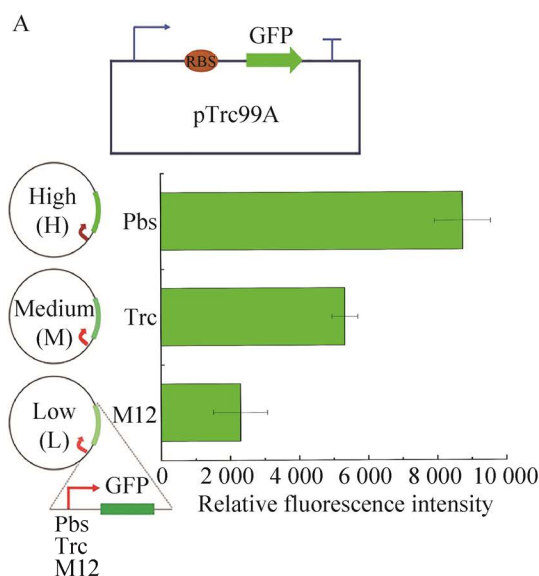 A
GFP
RBS
pTrc99A
High
(H)
Pbs
Medium
(M)
Trc
Low
(L)
M12
0 2 000 4 000 6 000 8 000 10 000
Relative fluorescence intensity
GFP
Pbs
Trc
M12